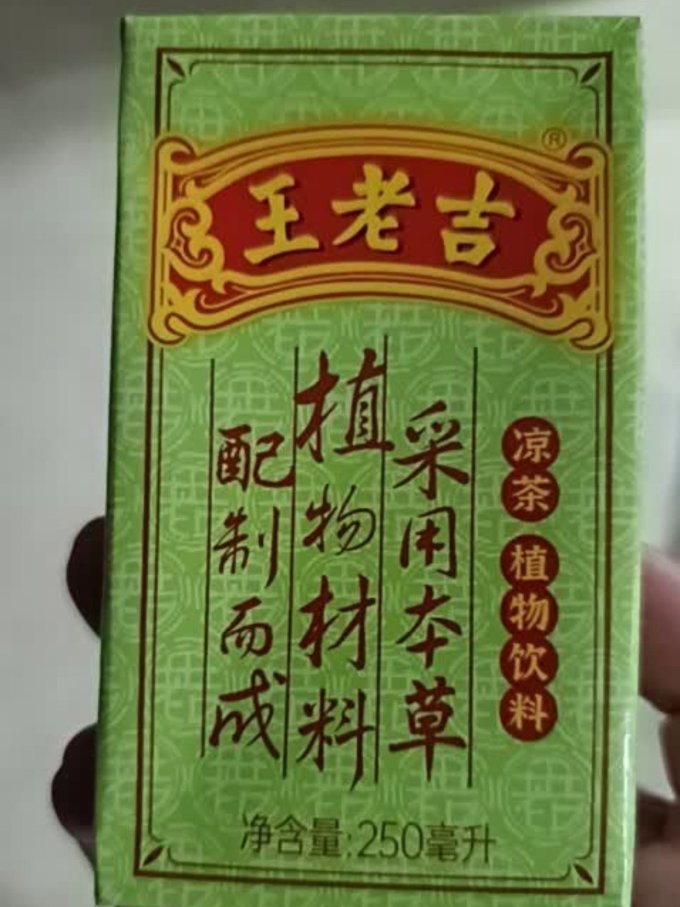 王老吉®
凉茶 植物饮料
采用本草
植物材料
配制而成
净含量:250毫升